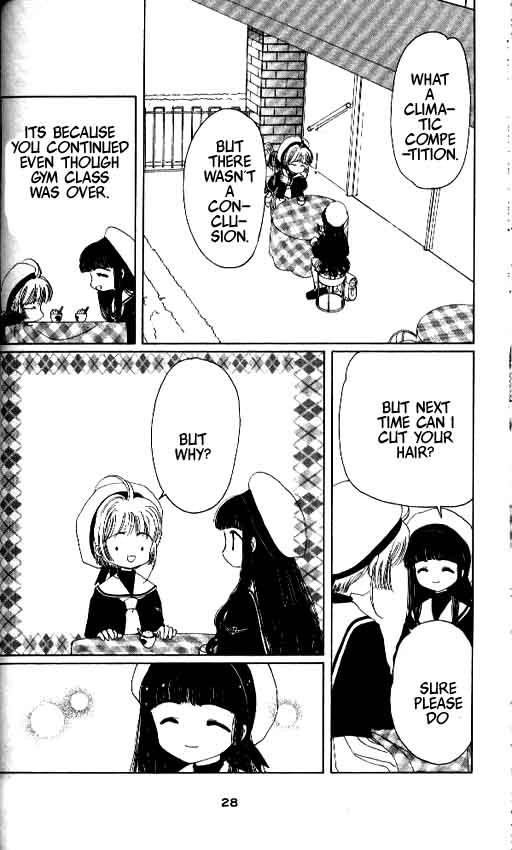 WHAT
A
CLIMA-
TIC
COMPE
-TITION.
BUT
THERE
WASN'T
A
CON-
CLU-
SION.
ITS BECAUSE
YOU CONTINUED
EVEN THOUGH
GYM CLASS
WAS OVER.
BUT NEXT
TIME CAN I
CUT YOUR
HAIR?
SURE
PLEASE
DO
BUT
WHY?
28